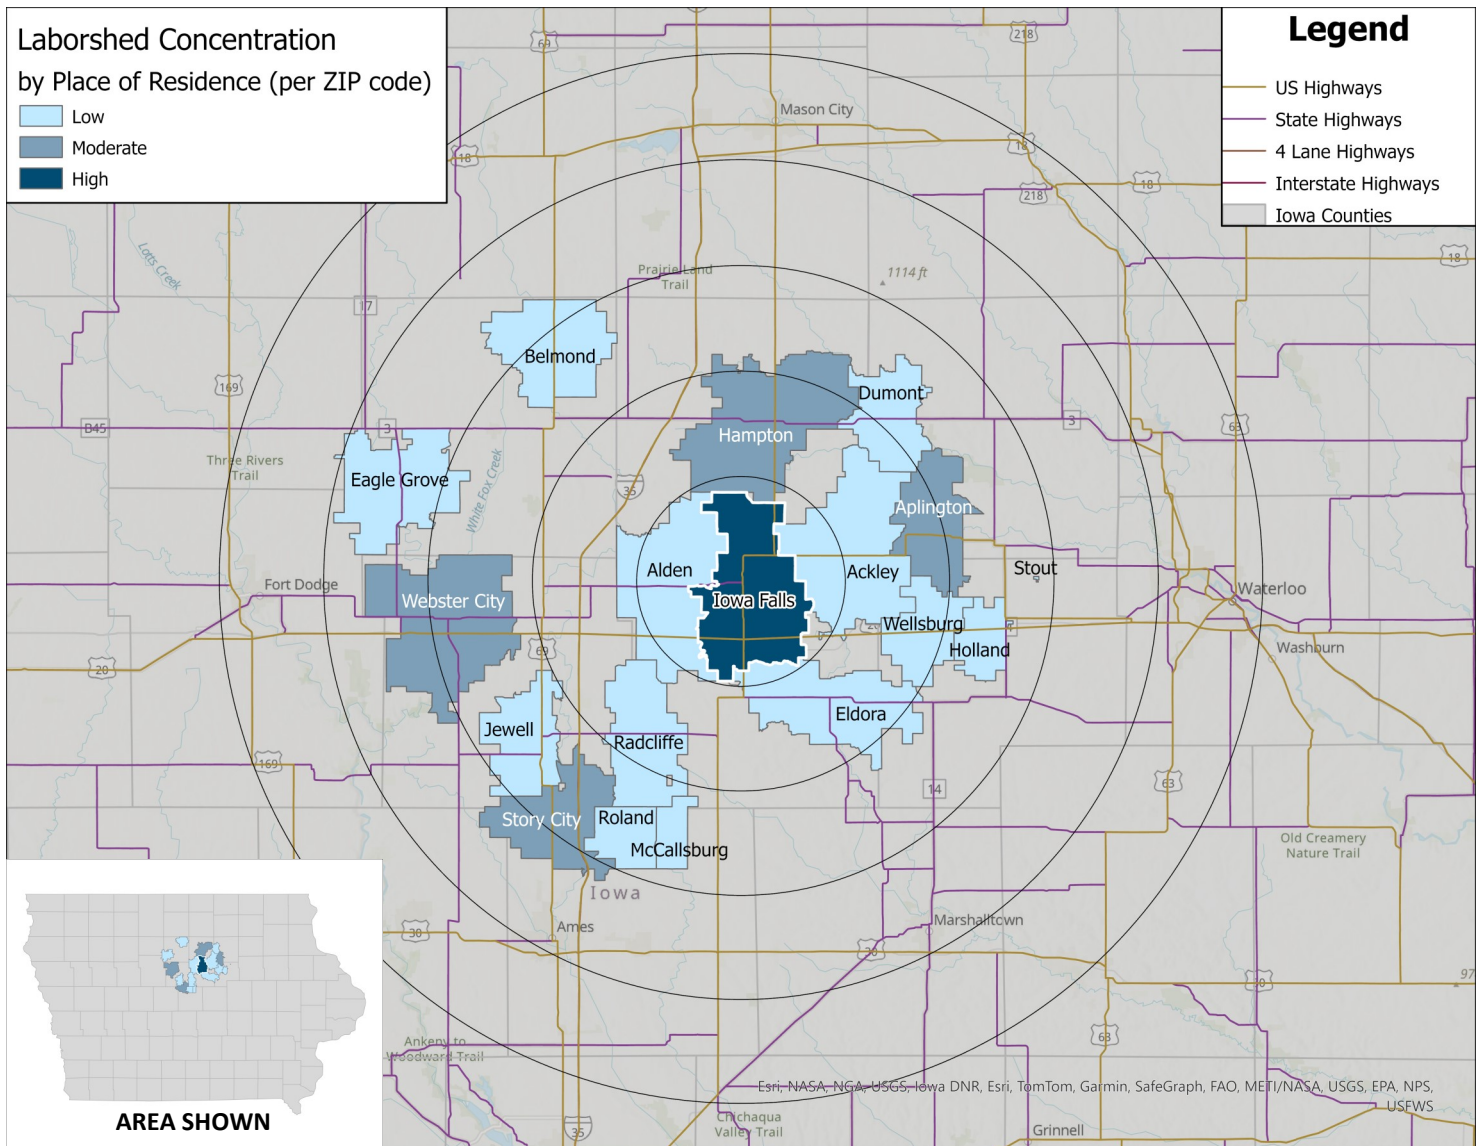 Laborshed Concentration
by Place of Residence (per ZIP code)
Low
Moderate
High
Legend
US Highways
State Highways
4 Lane Highways
Interstate Highways
Iowa Counties
69
218
Mason City
18
18
18
218
Lotts Creek
Prairie Land
Trail
1114 ft
18
17
Belmond
169
Dumont
B45
3
3
63
Hampton
Three Rivers
Trail
Eagle Grove
White Fox Creek
35
Aplington
Alden
Ackley
Stout
Fort Dodge
Webster City
Iowa Falls
Waterloo
Wellsburg
20
Holland
Washburn
20
69
Jewell
Eldora
Radcliffe
169
63
14
Story City
Roland
McCallsburg
Old Creamery
Nature Trail
Iowa
Ames
Marshalltown
30
30
30
97
63
Ankeny to
Woodward Trail
Esri, NASA, NGA, USGS, Iowa DNR, Esri, TomTom, Garmin, SafeGraph, FAO, METI/NASA, USGS, EPA, NPS,
USFWS
AREA SHOWN
Chichaqua
Valley Trail
35
Grinnell